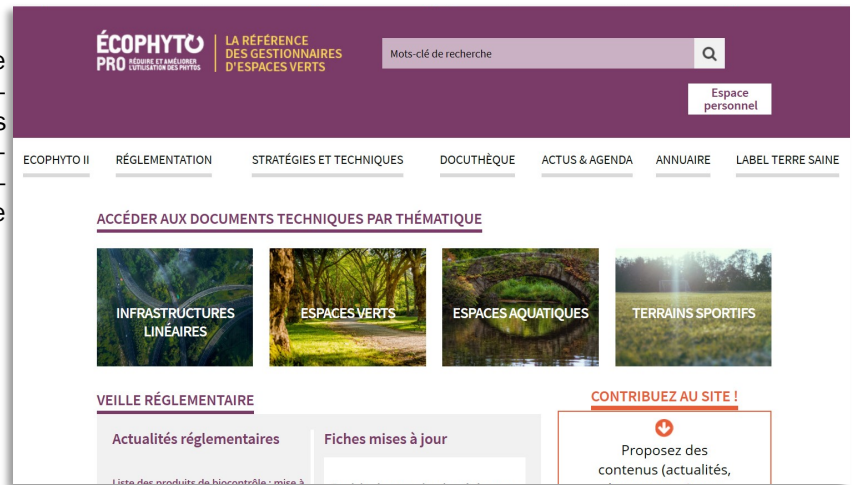 ÉCOPHYTO
PRO RÉDUIRE ET AMÉLIORER
L'UTILISATION DES PHYTOS
LA RÉFÉRENCE
DES GESTIONNAIRES
D'ESPACES VERTS
Mots-clé de recherche
Espace
personnel
ECOPHYTO II RÉGLEMENTATION STRATÉGIES ET TECHNIQUES DOCUTHÈQUE ACTUS & AGENDA ANNUAIRE LABEL TERRE SAINE
ACCÉDER AUX DOCUMENTS TECHNIQUES PAR THÉMATIQUE
INFRASTRUCTURES
LINÉAIRES
ESPACES VERTS
ESPACES AQUATIQUES
TERRAINS SPORTIFS
VEILLE RÉGLEMENTAIRE
Actualités réglementaires
Liste des produits de biocontrôle : mise à
Fiches mises à jour
CONTRIBUEZ AU SITE !
Proposez des
contenus (actualités,